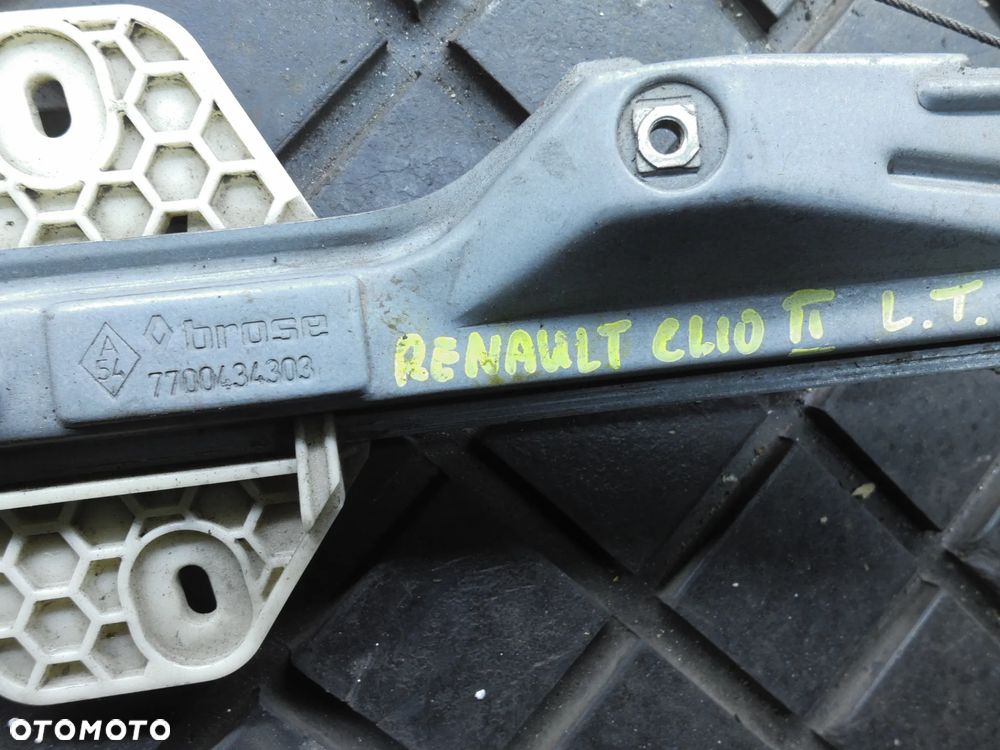 A
54
brose
7700434303
RENAULT CLIO II L.T.
OTOMOTO